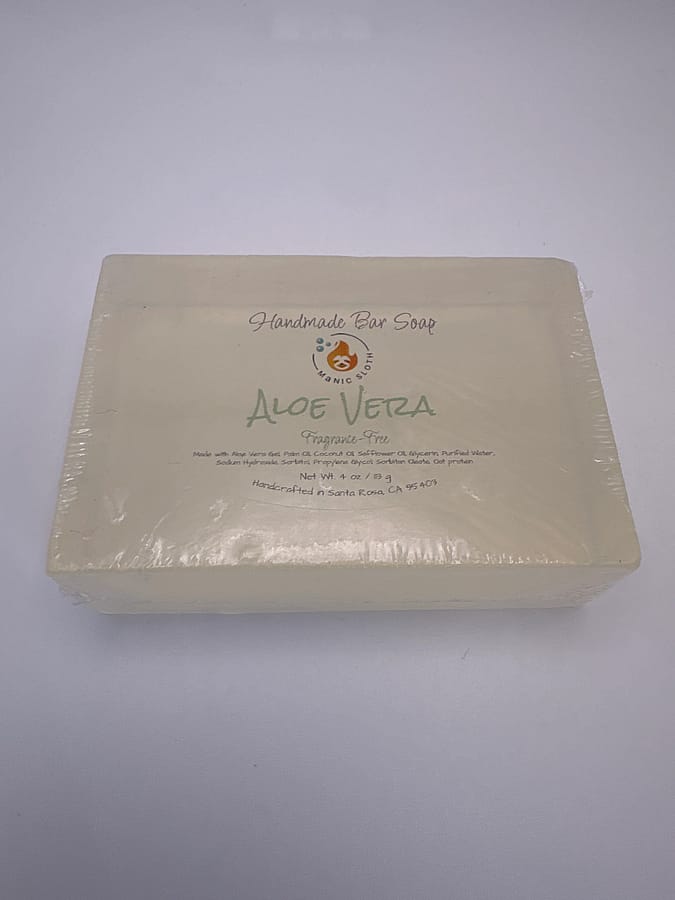 Handmade Bar Soap
MaNIC SLOTH
ALOE VERA
Fragrance-Free
Made with Aloe Vera Gel, Palm Oil, Coconut Oil, Safflower Oil, Glycerin, Purified Water,
Sodium Hydroxide, Sorbitol, Propylene Glycol, Sorbitan Oleate, Oat protein
Net Wt. 4 oz / 113 g
Handcrafted in Santa Rosa, CA 95409